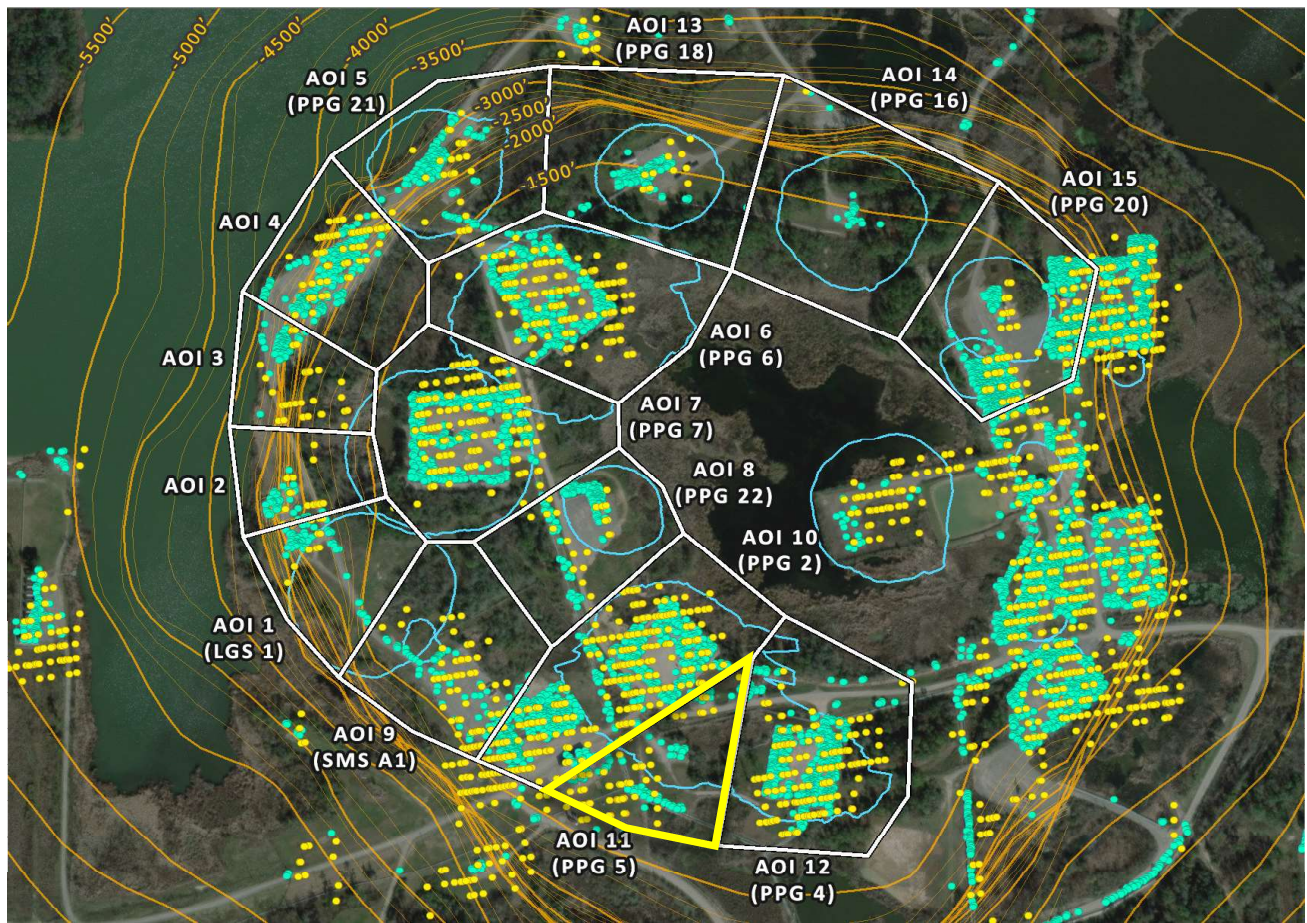 -5500'
-5000'
-4500'
-4000'
-3500'
-3000'
-2500'
-2000'
-1500'
AOI 13
(PPG 18)
AOI 5
(PPG 21)
AOI 14
(PPG 16)
AOI 15
(PPG 20)
AOI 4
AOI 3
AOI 6
(PPG 6)
AOI 7
(PPG 7)
AOI 8
(PPG 22)
AOI 2
AOI 10
(PPG 2)
AOI 1
(LGS 1)
AOI 9
(SMS A1)
AOI 11
(PPG 5)
AOI 12
(PPG 4)